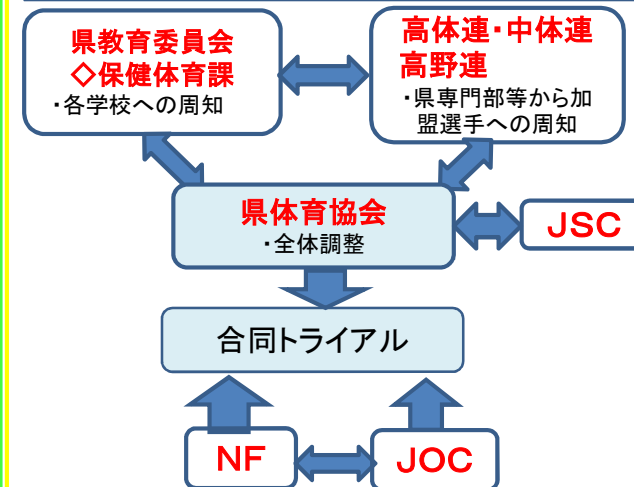 県教育委員会
◇保健体育課
・各学校への周知
高体連・中体連
高野連
・県専門部等から加
盟選手への周知
県体育協会
・全体調整
JSC
合同トライアル
NF
JOC